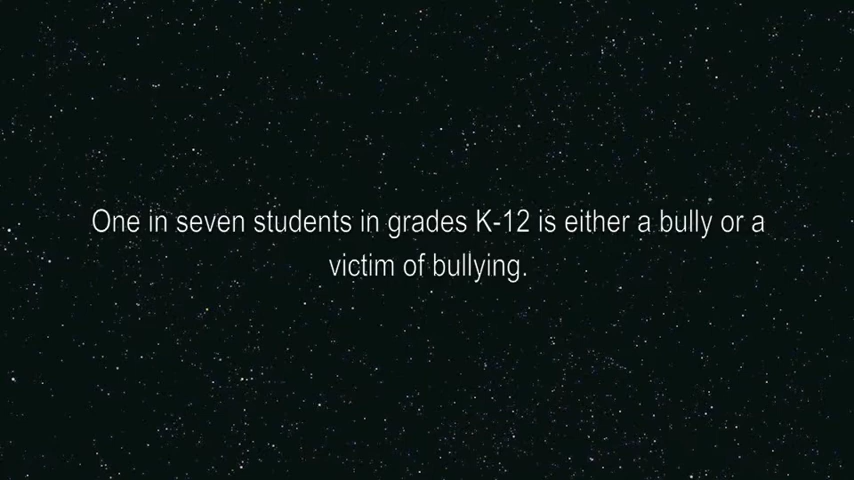 One in seven students in grades K-12 is either a bully or a
victim of bullying.